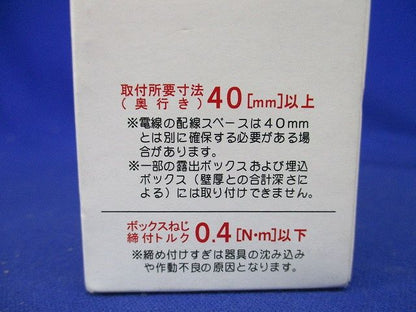 取付所要寸法
(奥行き) 40[mm]以上
※電線の配線スペースは40mm
とは別に確保する必要がある場
合があります。
※一部の露出ボックスおよび埋込
ボックス(壁厚との合計深さに
よる)には取り付けできません。
ボックスねじ
締付トルク 0.4[N・m]以下
※締め付けすぎは器具の沈み込み
や作動不良の原因となります。